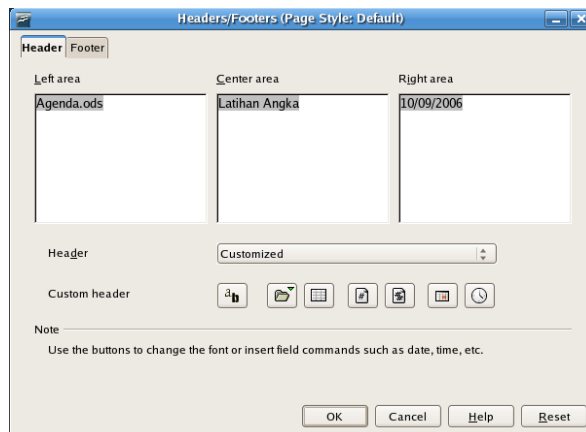 Headers/Footers (Page Style: Default)
Header Footer
Left area Center area Right area
Agenda.ods Latihan Angka 10/09/2006
Header Customized
Custom header
Note
Use the buttons to change the font or insert field commands such as date, time, etc.
OK Cancel Help Reset